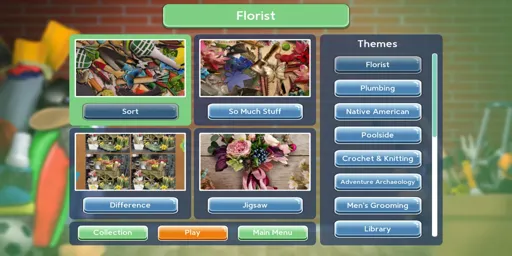 Florist
Themes
Sort
So Much Stuff
Difference
Jigsaw
Collection
Play
Main Menu
Florist
Plumbing
Native American
Poolside
Crochet & Knitting
Adventure Archaeology
Men's Grooming
Library